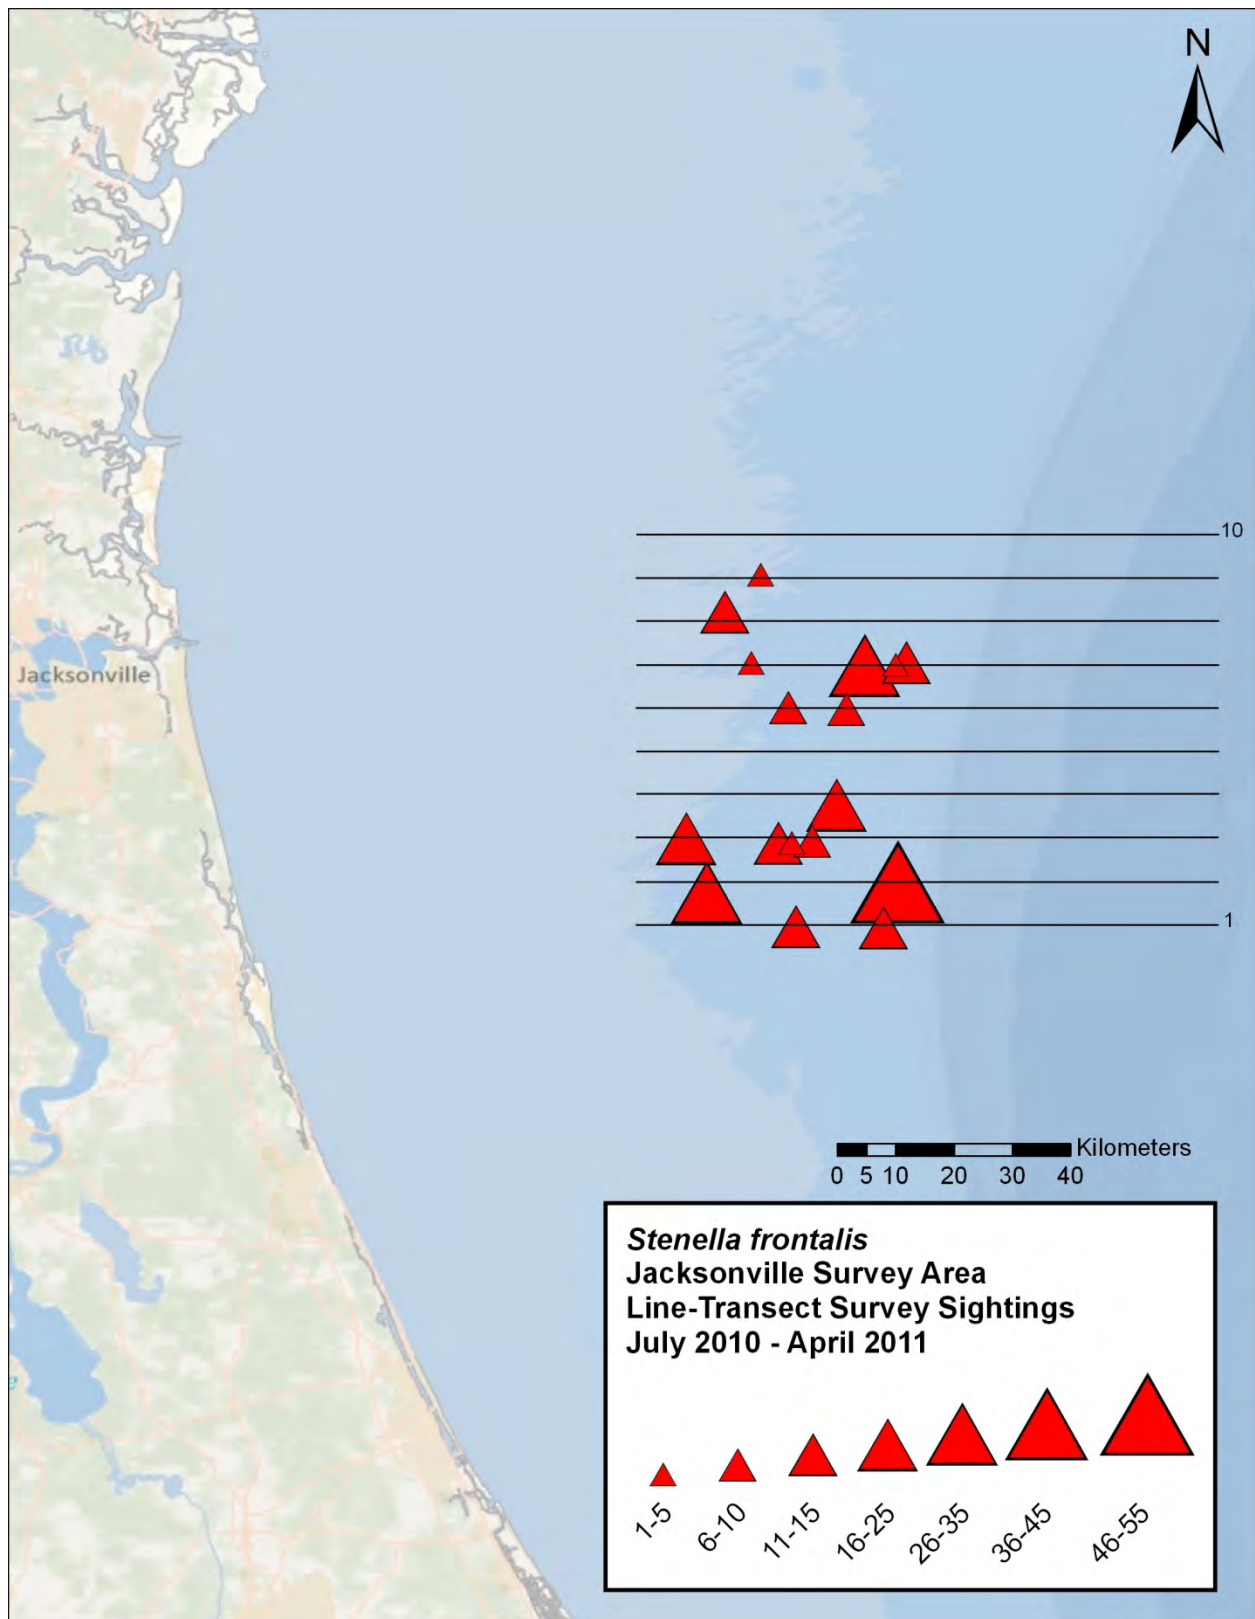 N
10
Jacksonville
1
Kilometers
0 5 10 20 30 40
Stenella frontalis
Jacksonville Survey Area
Line-Transect Survey Sightings
July 2010 - April 2011
1-5 6-10 11-15 16-25 26-35 36-45 46-55